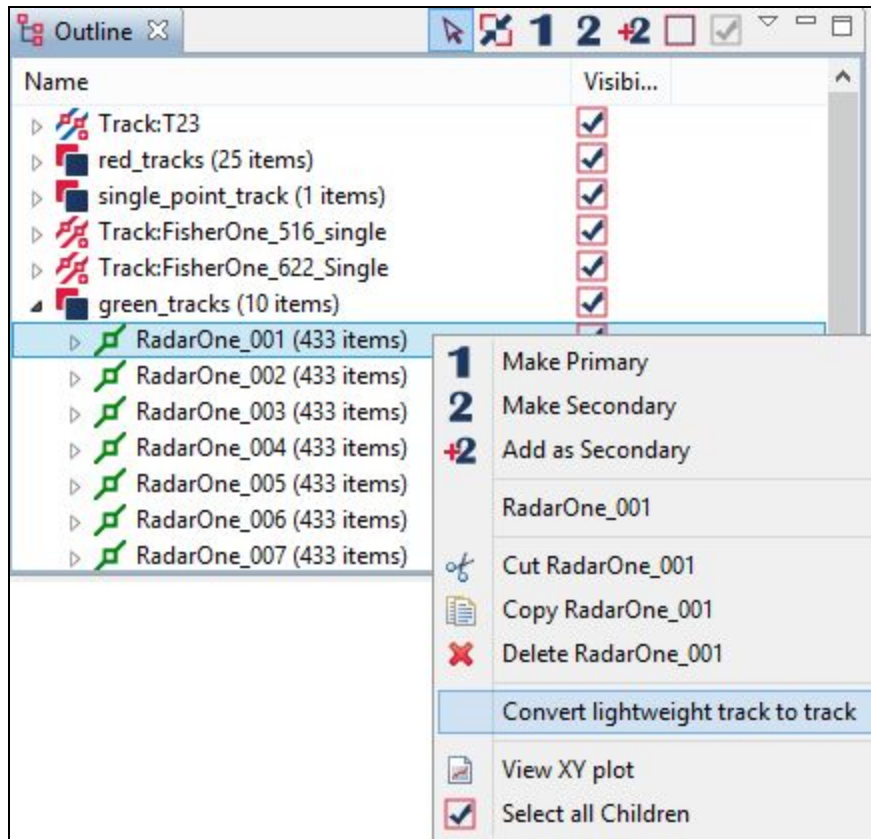 Outline
1 2 +2
Name Visibi...
Track:T23
red_tracks (25 items)
single_point_track (1 items)
Track:FisherOne_516_single
Track:FisherOne_622_Single
green_tracks (10 items)
RadarOne_001 (433 items)
RadarOne_002 (433 items)
RadarOne_003 (433 items)
RadarOne_004 (433 items)
RadarOne_005 (433 items)
RadarOne_006 (433 items)
RadarOne_007 (433 items)
1 Make Primary
2 Make Secondary
+2 Add as Secondary
RadarOne_001
Cut RadarOne_001
Copy RadarOne_001
Delete RadarOne_001
Convert lightweight track to track
View XY plot
Select all Children